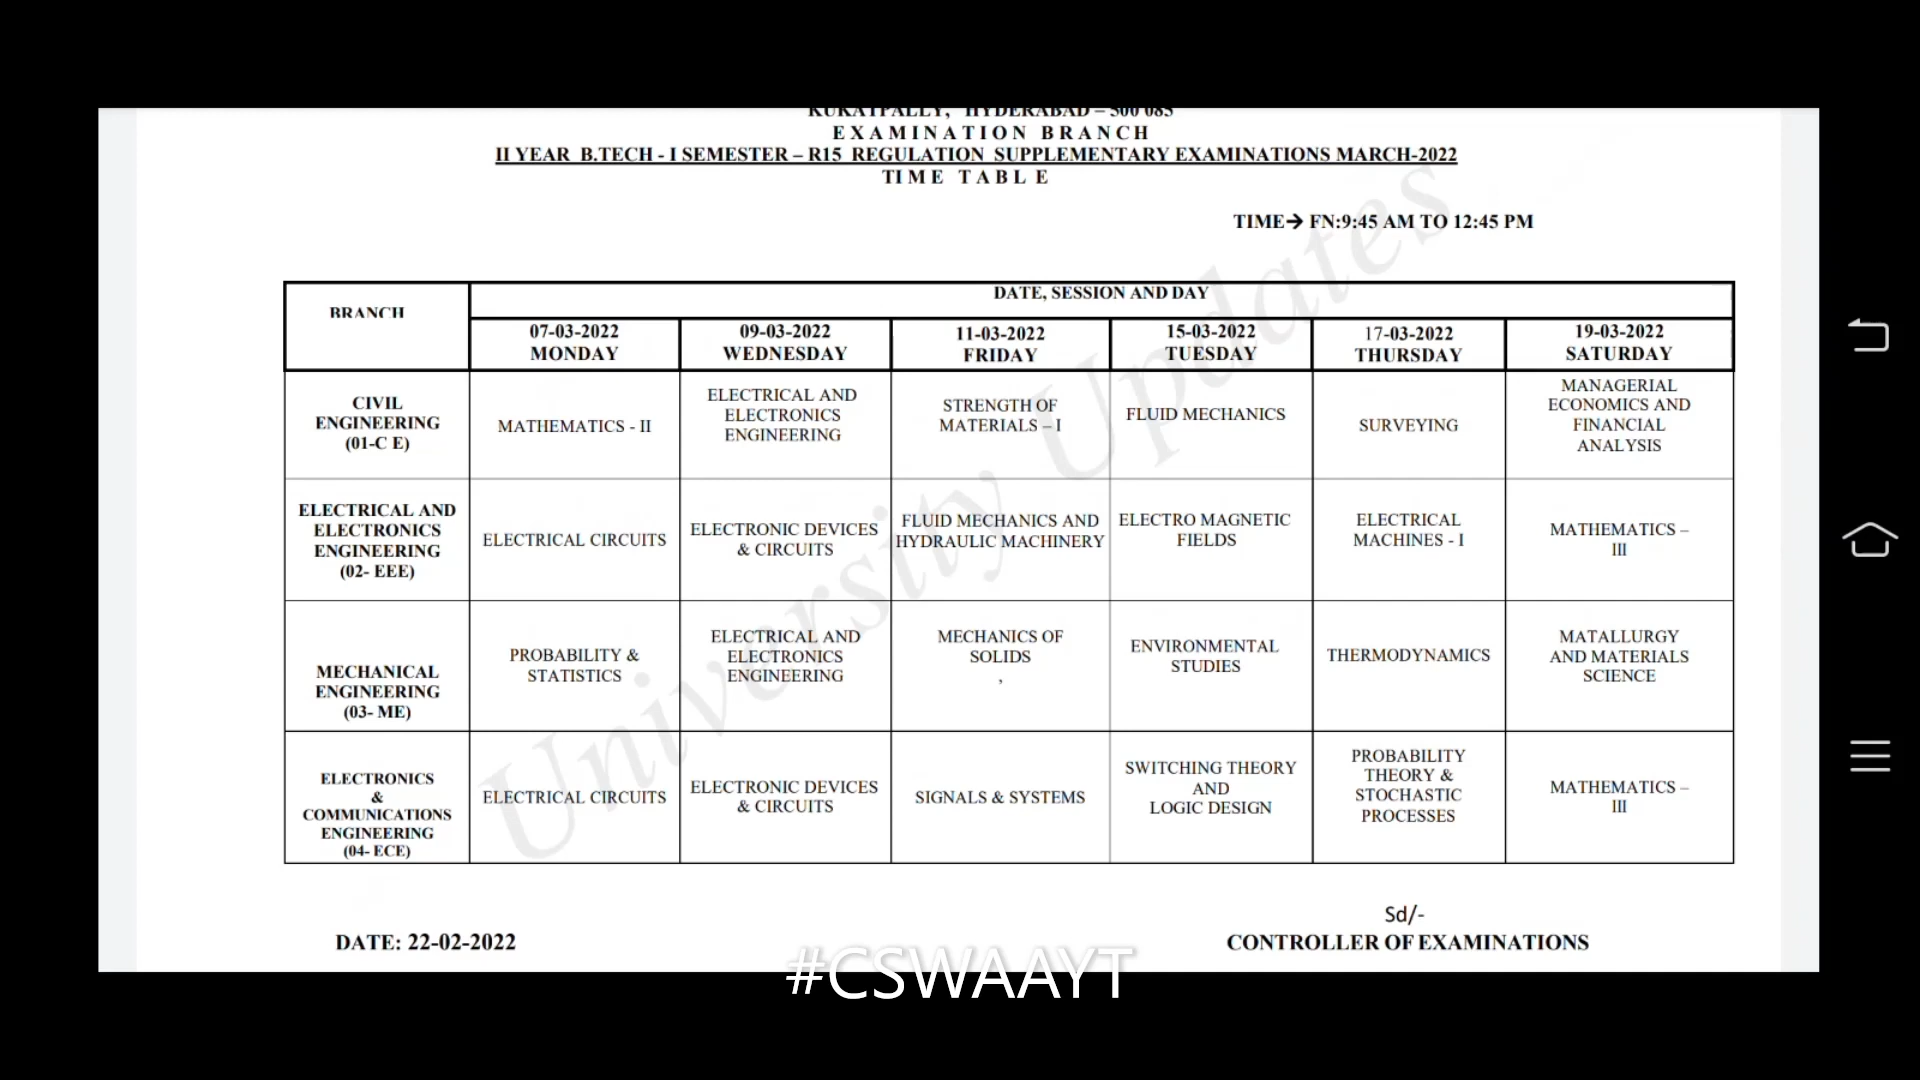 KUKATPALLY, HYDERABAD – 500 085
EXAMINATION BRANCH
II YEAR B.TECH - I SEMESTER – R15 REGULATION SUPPLEMENTARY EXAMINATIONS MARCH-2022
TIME TABLE
TIME→ FN:9:45 AM TO 12:45 PM
BRANCH
DATE, SESSION AND DAY
07-03-2022
MONDAY
09-03-2022
WEDNESDAY
11-03-2022
FRIDAY
15-03-2022
TUESDAY
17-03-2022
THURSDAY
19-03-2022
SATURDAY
CIVIL
ENGINEERING
(01-C E)
MATHEMATICS - II
ELECTRICAL AND
ELECTRONICS
ENGINEERING
STRENGTH OF
MATERIALS – I
FLUID MECHANICS
SURVEYING
MANAGERIAL
ECONOMICS AND
FINANCIAL
ANALYSIS
ELECTRICAL AND
ELECTRONICS
ENGINEERING
(02- EEE)
ELECTRICAL CIRCUITS
ELECTRONIC DEVICES
& CIRCUITS
FLUID MECHANICS AND
HYDRAULIC MACHINERY
ELECTRO MAGNETIC
FIELDS
ELECTRICAL
MACHINES - I
MATHEMATICS –
III
MECHANICAL
ENGINEERING
(03- ME)
PROBABILITY &
STATISTICS
ELECTRICAL AND
ELECTRONICS
ENGINEERING
MECHANICS OF
SOLIDS
,
ENVIRONMENTAL
STUDIES
THERMODYNAMICS
MATALLURGY
AND MATERIALS
SCIENCE
ELECTRONICS
&
COMMUNICATIONS
ENGINEERING
(04- ECE)
ELECTRICAL CIRCUITS
ELECTRONIC DEVICES
& CIRCUITS
SIGNALS & SYSTEMS
SWITCHING THEORY
AND
LOGIC DESIGN
PROBABILITY
THEORY &
STOCHASTIC
PROCESSES
MATHEMATICS –
III
University Updates
Sd/-
DATE: 22-02-2022
CONTROLLER OF EXAMINATIONS
#CSWAAYT